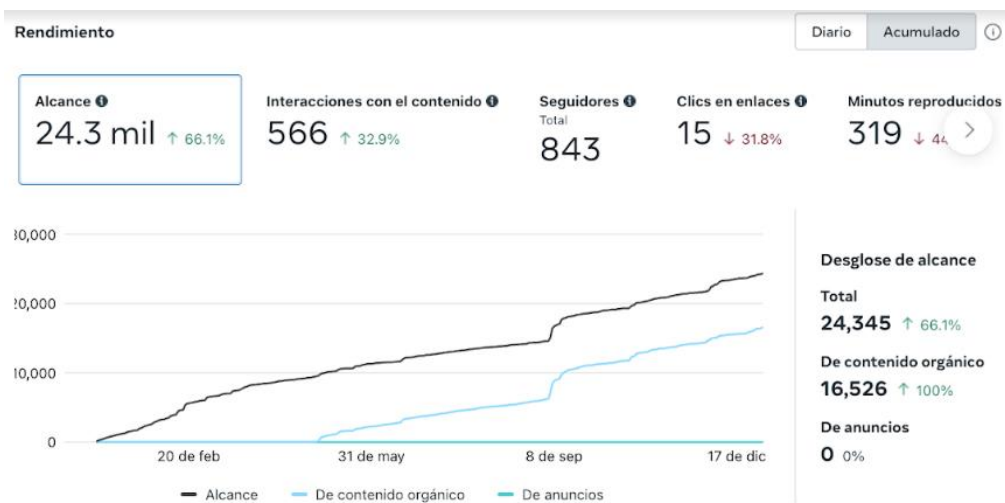 Rendimiento
Diario Acumulado
Alcance
24.3 mil ↑ 66.1%
Interacciones con el contenido
566 ↑ 32.9%
Seguidores
Total
843
Clics en enlaces
15 ↓ 31.8%
Minutos reproducidos
319 ↓
30,000
20,000
10,000
0
20 de feb 31 de may 8 de sep 17 de dic
Alcance De contenido orgánico De anuncios
Desglose de alcance
Total
24,345 ↑ 66.1%
De contenido orgánico
16,526 ↑ 100%
De anuncios
0 0%